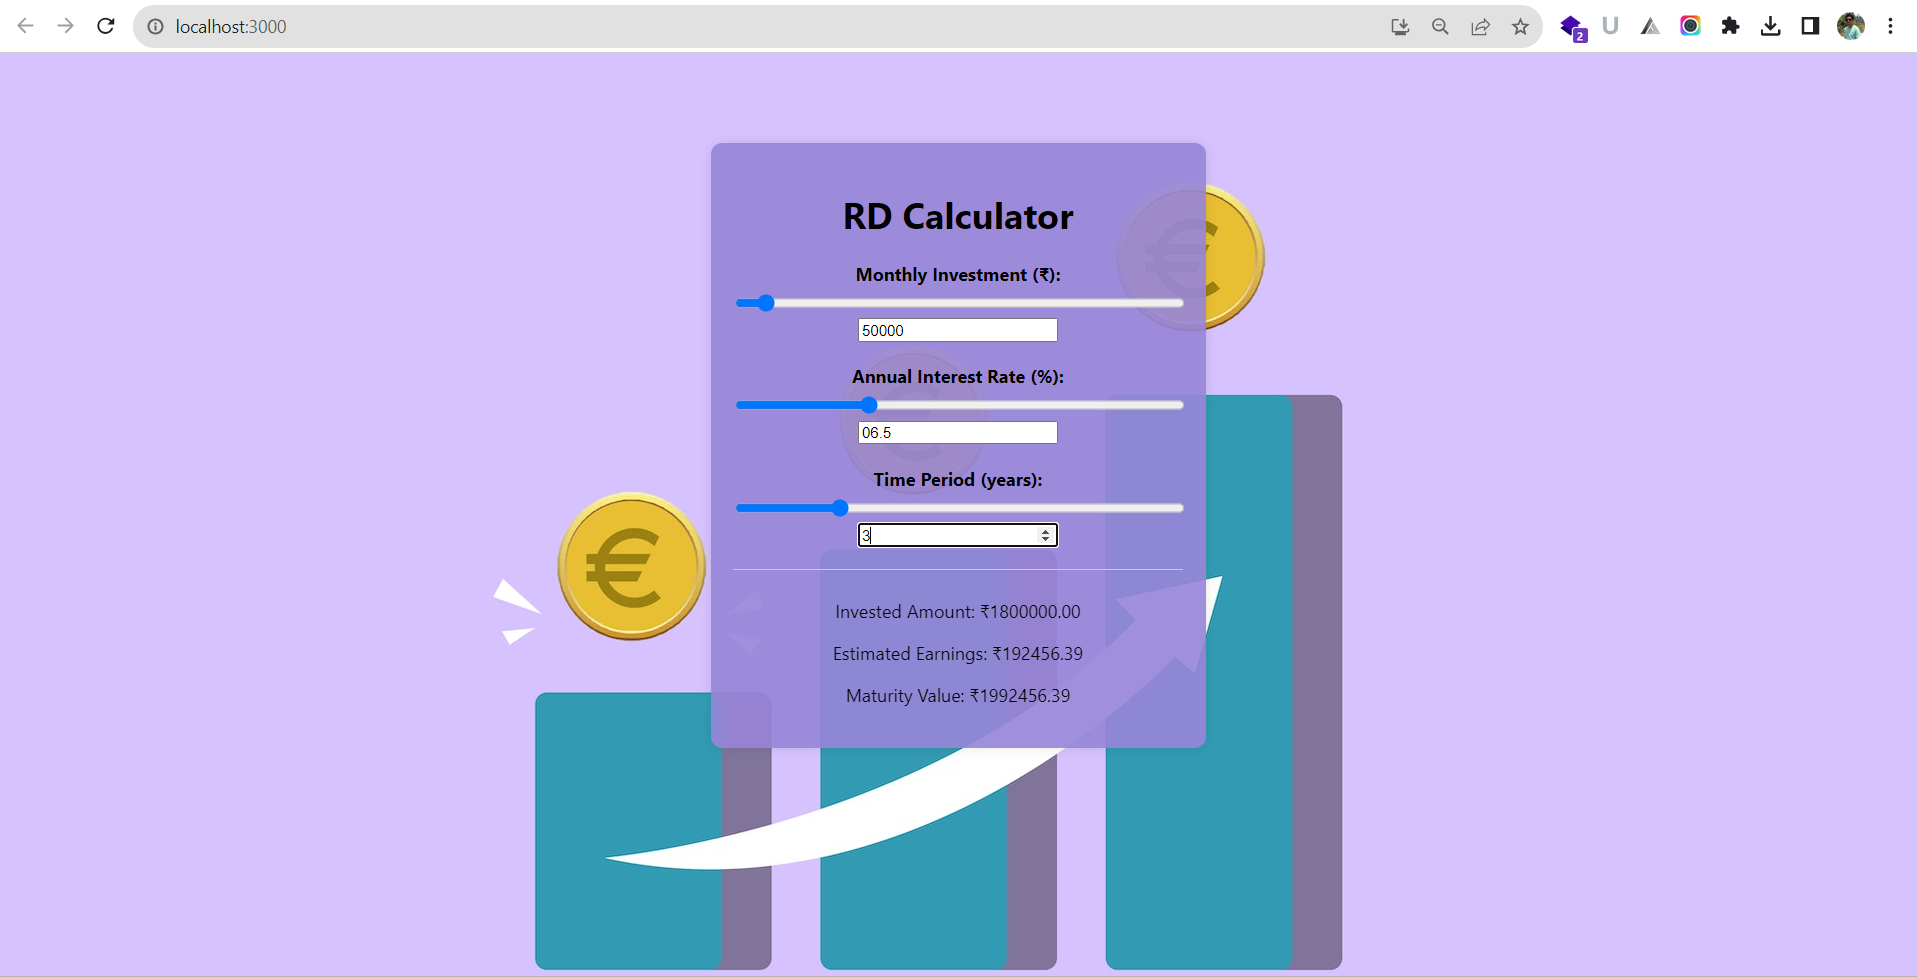 localhost:3000
2
RD Calculator
Monthly Investment (₹):
50000
Annual Interest Rate (%):
06.5
Time Period (years):
3
Invested Amount: ₹1800000.00
Estimated Earnings: ₹192456.39
Maturity Value: ₹1992456.39